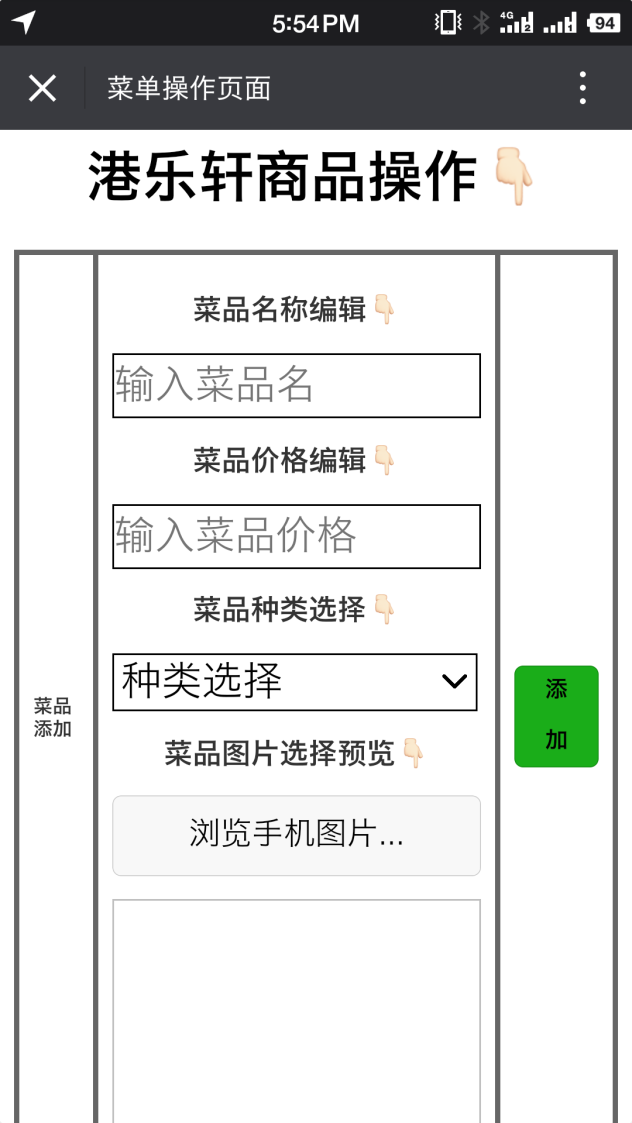 5:54PM
4G
2
1
94
菜单操作页面
港乐轩商品操作👇🏻
菜品名称编辑👇🏻
输入菜品名
菜品价格编辑👇🏻
输入菜品价格
菜品种类选择👇🏻
种类选择
菜品
添加
添
加
菜品图片选择预览👇🏻
浏览手机图片...